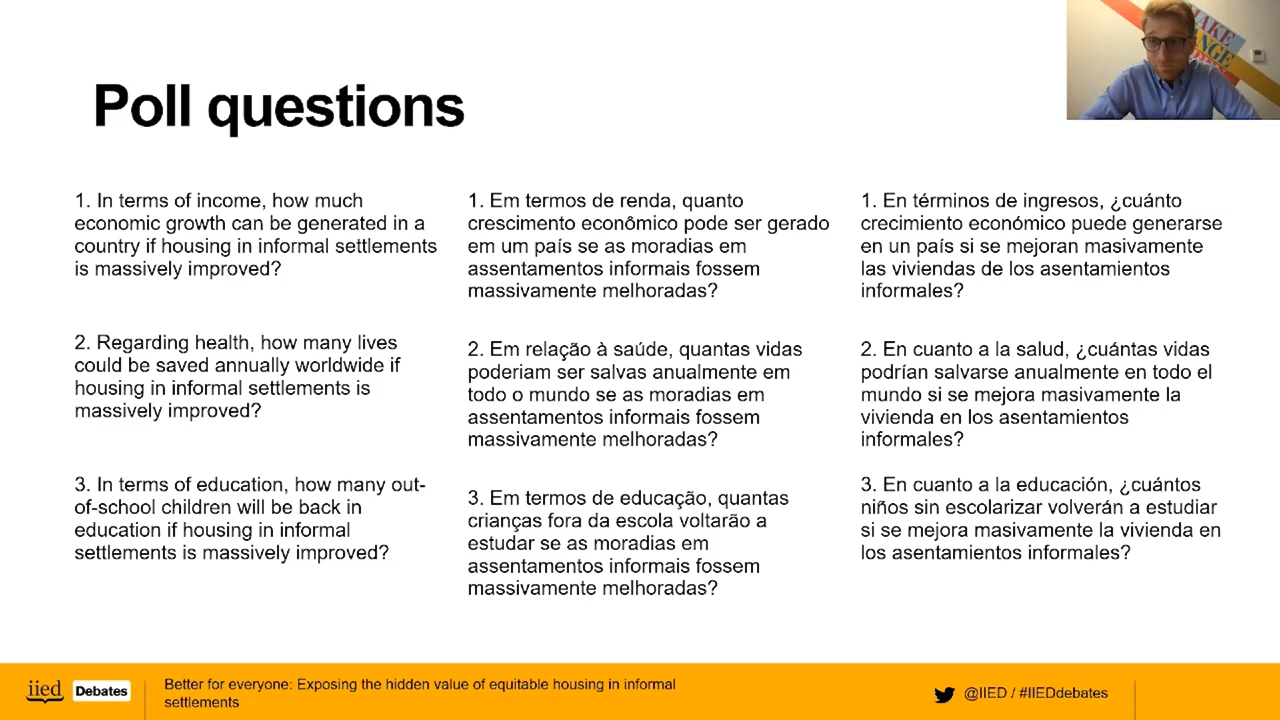 Poll questions
1. In terms of income, how much
economic growth can be generated in a
country if housing in informal settlements
is massively improved?
2. Regarding health, how many lives
could be saved annually worldwide if
housing in informal settlements is
massively improved?
3. In terms of education, how many out-
of-school children will be back in
education if housing in informal
settlements is massively improved?
1. Em termos de renda, quanto
crescimento econômico pode ser gerado
em um país se as moradias em
assentamentos informais fossem
massivamente melhoradas?
2. Em relação à saúde, quantas vidas
poderiam ser salvas anualmente em
todo o mundo se as moradias em
assentamentos informais fossem
massivamente melhoradas?
3. Em termos de educação, quantas
crianças fora da escola voltarão a
estudar se as moradias em
assentamentos informais fossem
massivamente melhoradas?
1. En términos de ingresos, ¿cuánto
crecimiento económico puede generarse
en un país si se mejoran masivamente
las viviendas de los asentamientos
informales?
2. En cuanto a la salud, ¿cuántas vidas
podrían salvarse anualmente en todo el
mundo si se mejora masivamente la
vivienda en los asentamientos
informales?
3. En cuanto a la educación, ¿cuántos
niños sin escolarizar volverán a estudiar
si se mejora masivamente la vivienda en
los asentamientos informales?
iied Debates
Better for everyone: Exposing the hidden value of equitable housing in informal
settlements
@IIED / #IIEDdebates